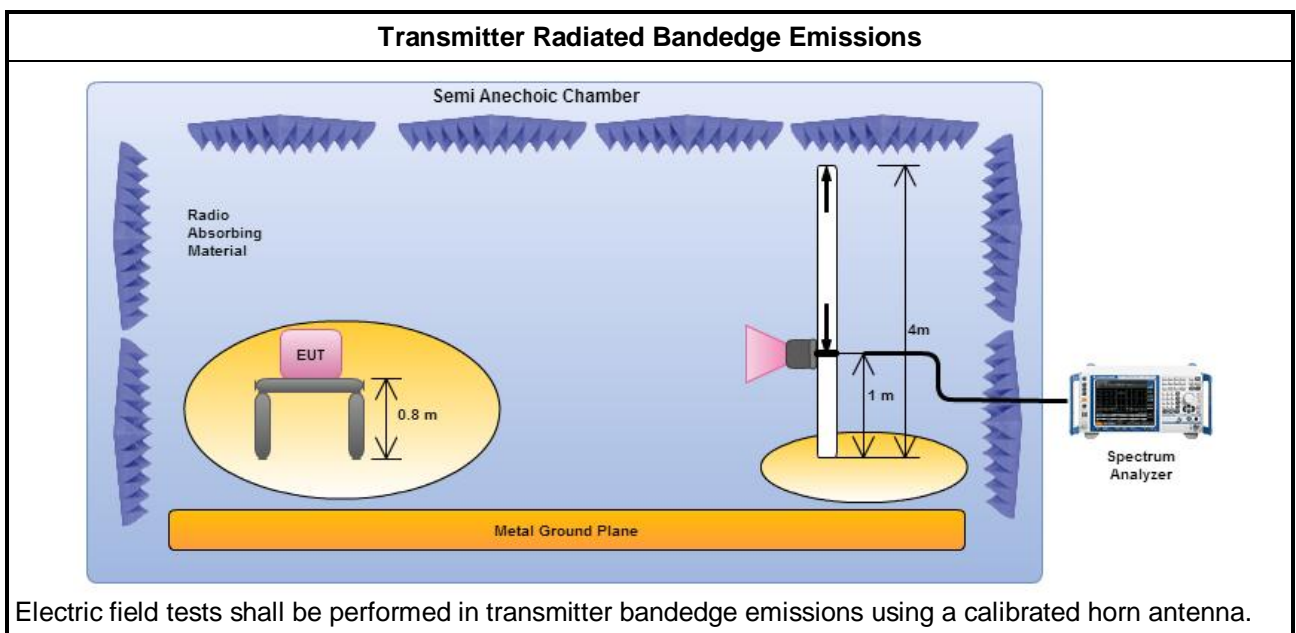 Transmitter Radiated Bandedge Emissions
Semi Anechoic Chamber
Radio
Absorbing
Material
EUT
0.8 m
4m
1 m
Spectrum
Analyzer
Metal Ground Plane
Electric field tests shall be performed in transmitter bandedge emissions using a calibrated horn antenna.